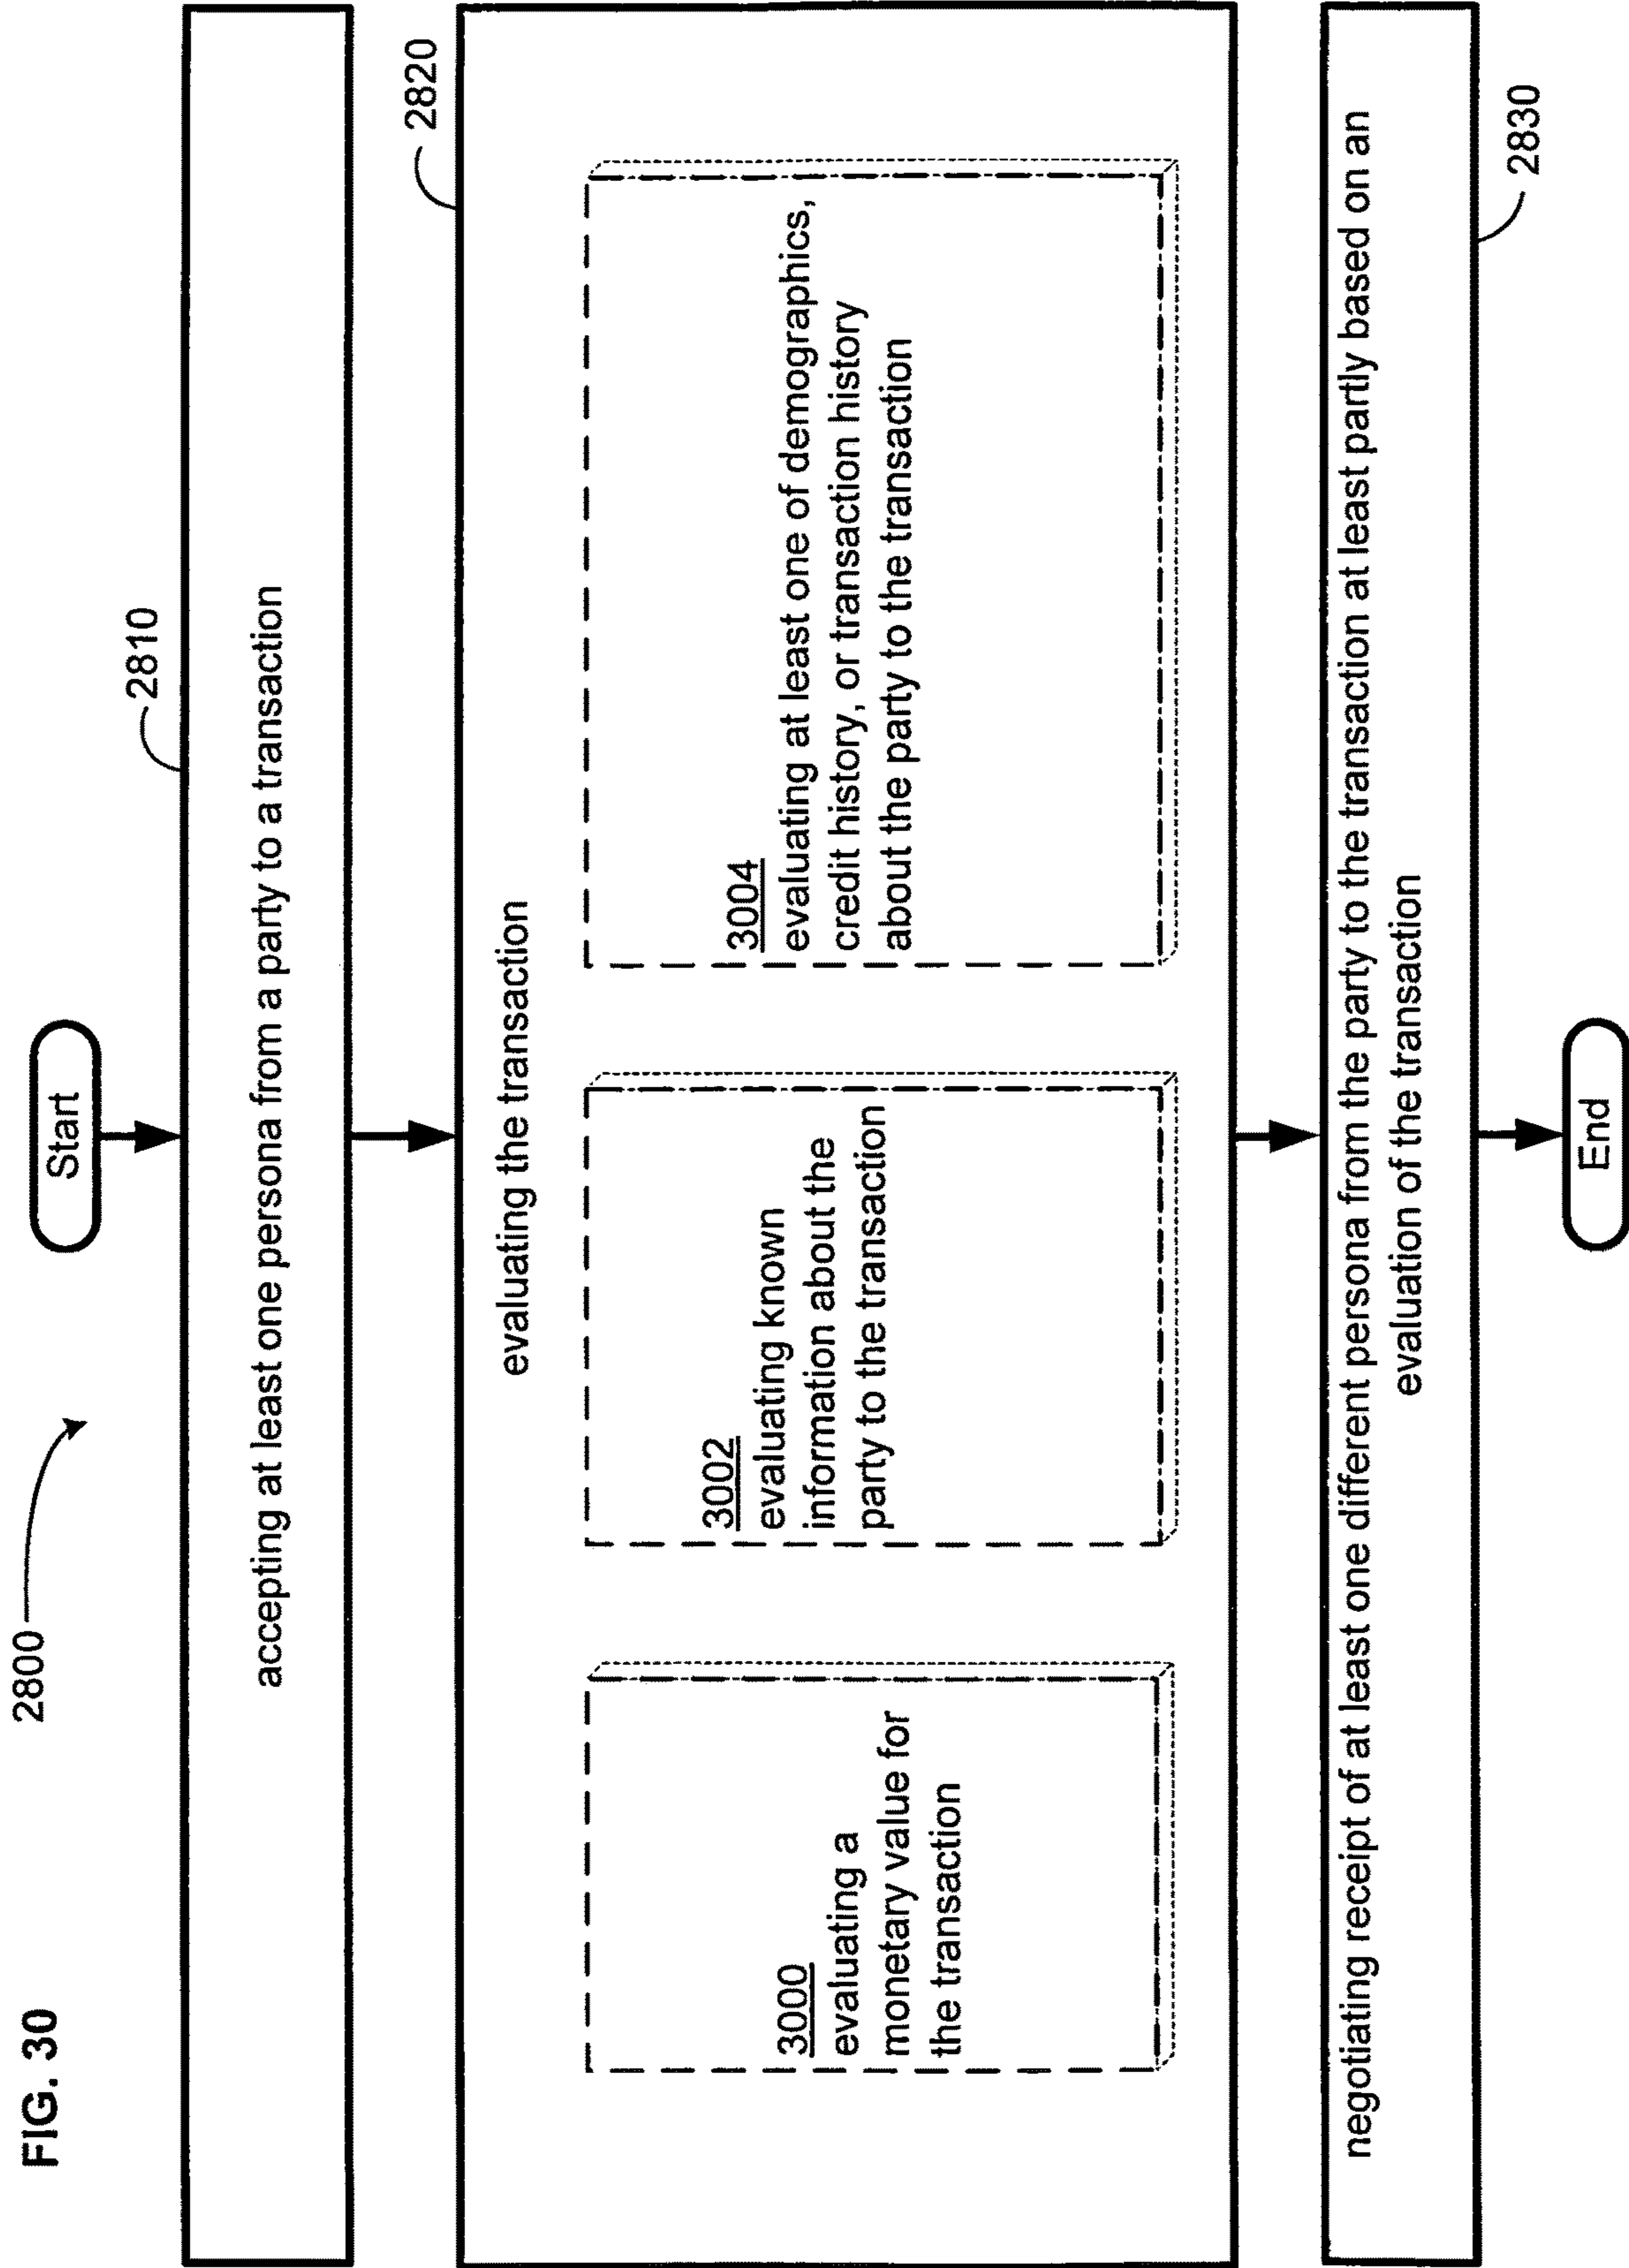 FIG. 30
2800
Start
2810
accepting at least one persona from a party to a transaction
2820
evaluating the transaction
3000
evaluating a
monetary value for
the transaction
3002
evaluating known
information about the
party to the transaction
3004
evaluating at least one of demographics,
credit history, or transaction history
about the party to the transaction
negotiating receipt of at least one different persona from the party to the transaction at least partly based on an
evaluation of the transaction
2830
End